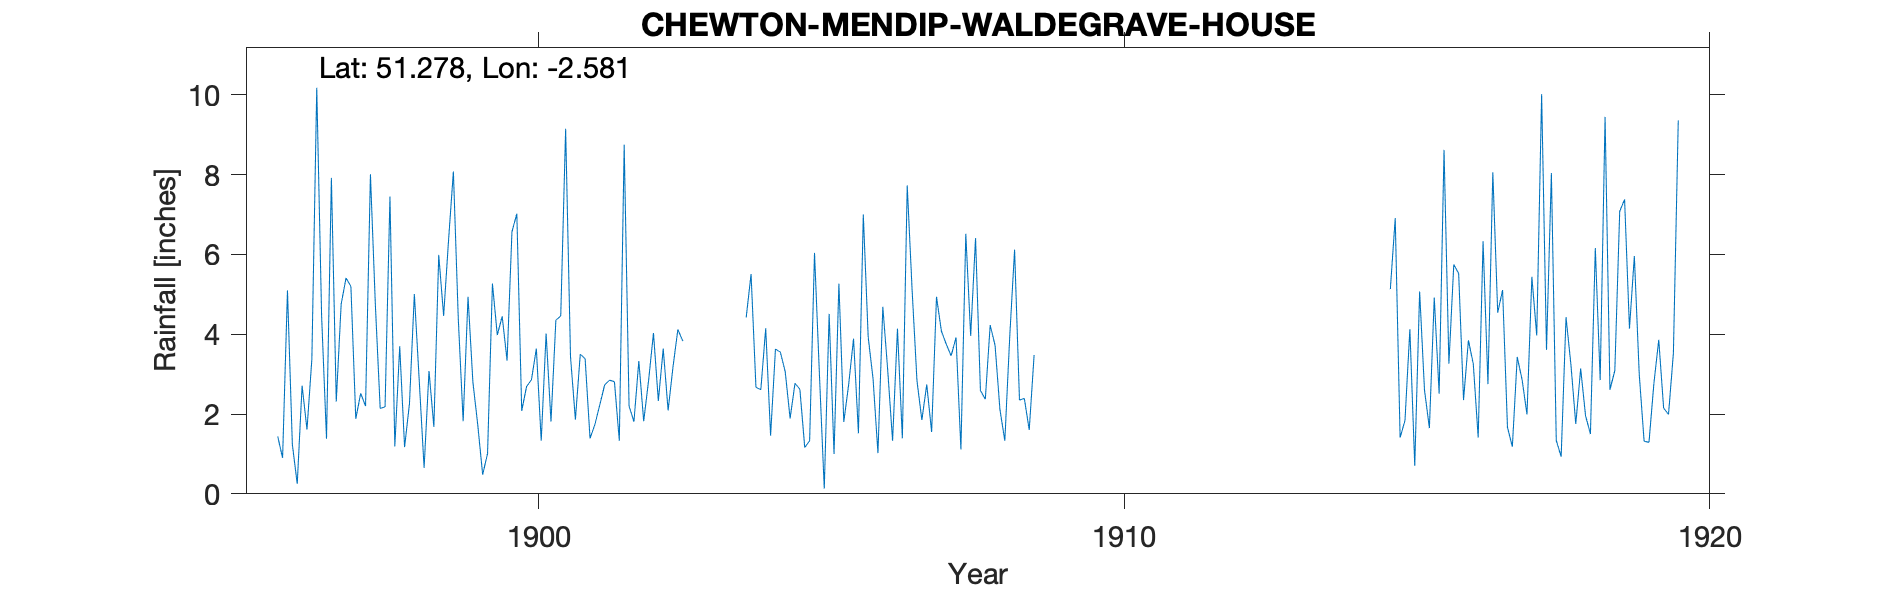 CHEWTON-MENDIP-WALDEGRAVE-HOUSE
Lat: 51.278, Lon: -2.581
10
8
6
4
2
0
Rainfall [inches]
1900 1910 1920
Year